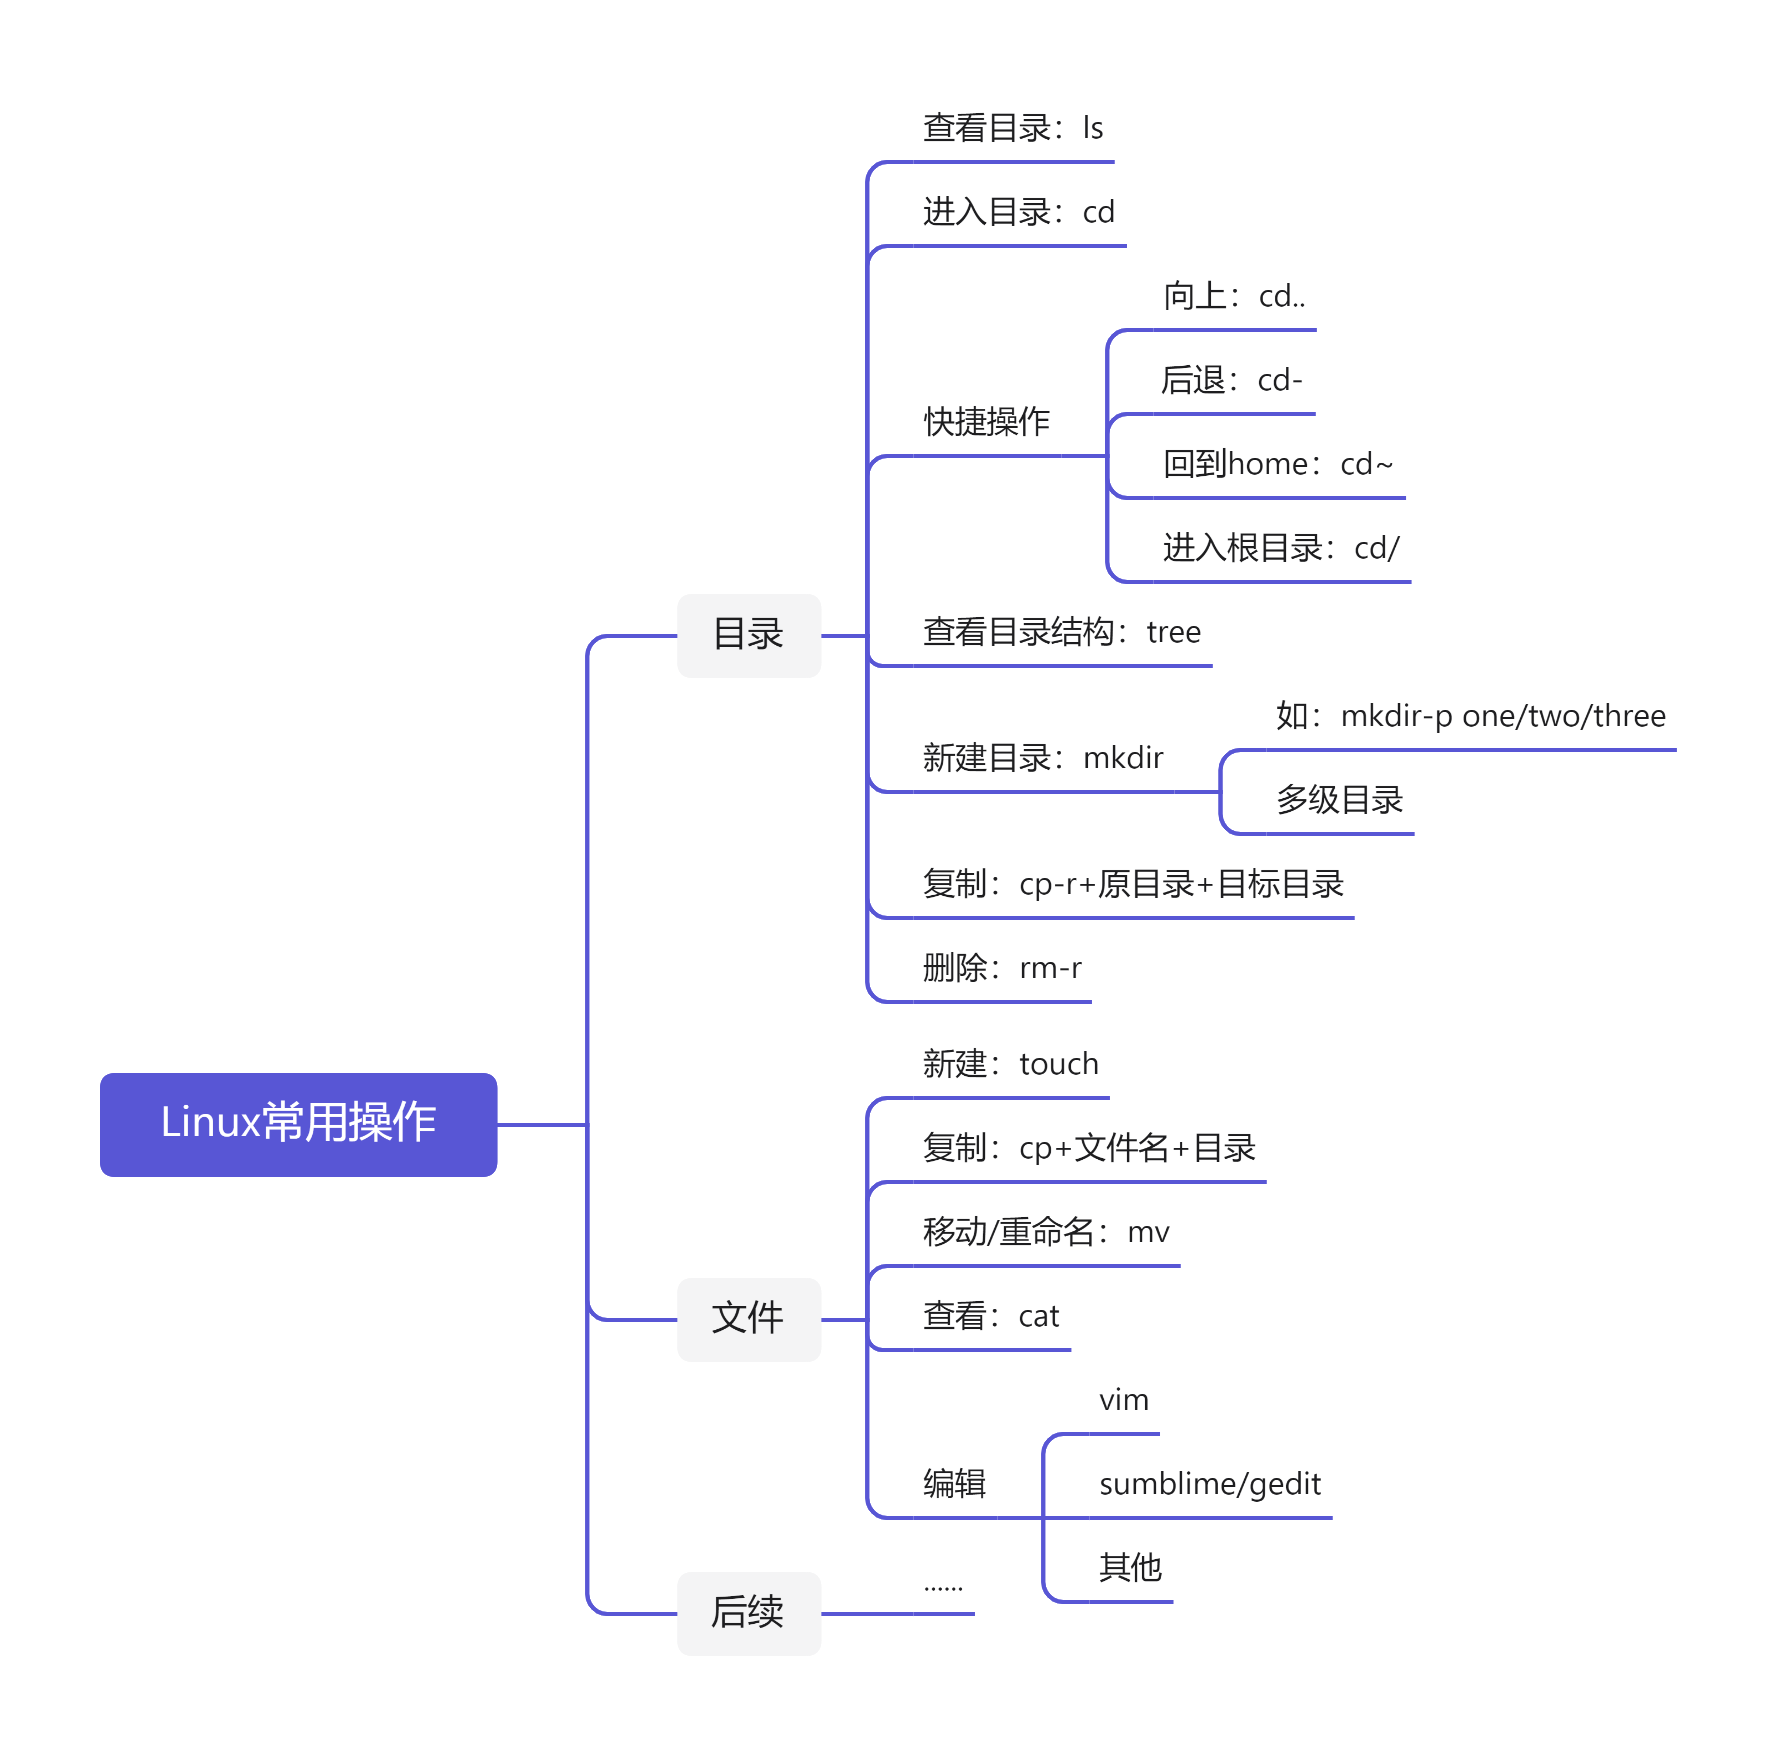 查看目录：ls
进入目录：cd
向上：cd..
后退：cd-
快捷操作
回到home：cd~
进入根目录：cd/
目录
查看目录结构：tree
如：mkdir-p one/two/three
新建目录：mkdir
多级目录
复制：cp-r+原目录+目标目录
删除：rm-r
Linux常用操作
新建：touch
复制：cp+文件名+目录
移动/重命名：mv
文件
查看：cat
vim
编辑
sumblime/gedit
其他
后续
......